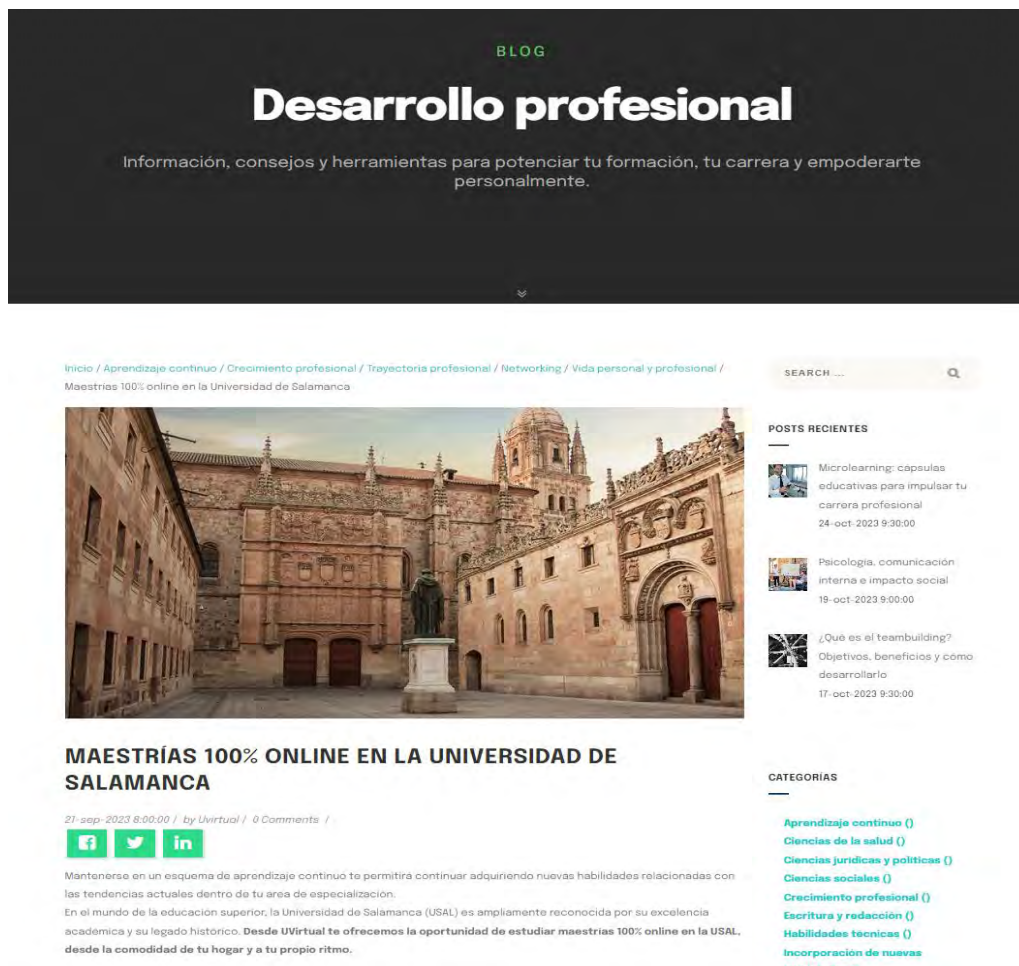 BLOG
Desarrollo profesional
Información, consejos y herramientas para potenciar tu formación, tu carrera y empoderarte
personalmente.
Inicio / Aprendizaje continuo / Crecimiento profesional / Trayectoria profesional / Networking / Vida personal y profesional /
Maestrías 100% online en la Universidad de Salamanca
MAESTRÍAS 100% ONLINE EN LA UNIVERSIDAD DE
SALAMANCA
21-sep-2023 8:00:00 / by Uvirtual / 0 Comments /
Mantenerse en un esquema de aprendizaje continuo te permitirá continuar adquiriendo nuevas habilidades relacionadas con
las tendencias actuales dentro de tu área de especialización.
En el mundo de la educación superior, la Universidad de Salamanca (USAL) es ampliamente reconocida por su excelencia
académica y su legado histórico. Desde UVirtual te ofrecemos la oportunidad de estudiar maestrías 100% online en la USAL,
desde la comodidad de tu hogar y a tu propio ritmo.
SEARCH ...
POSTS RECIENTES
Microlearning: cápsulas
educativas para impulsar tu
carrera profesional
24-oct-2023 9:30:00
Psicología, comunicación
interna e impacto social
19-oct-2023 9:00:00
¿Qué es el teambuilding?
Objetivos, beneficios y cómo
desarrollarlo
17-oct-2023 9:30:00
CATEGORÍAS
Aprendizaje continuo ()
Ciencias de la salud ()
Ciencias jurídicas y políticas ()
Ciencias sociales ()
Crecimiento profesional ()
Escritura y redacción ()
Habilidades técnicas ()
Incorporación de nuevas